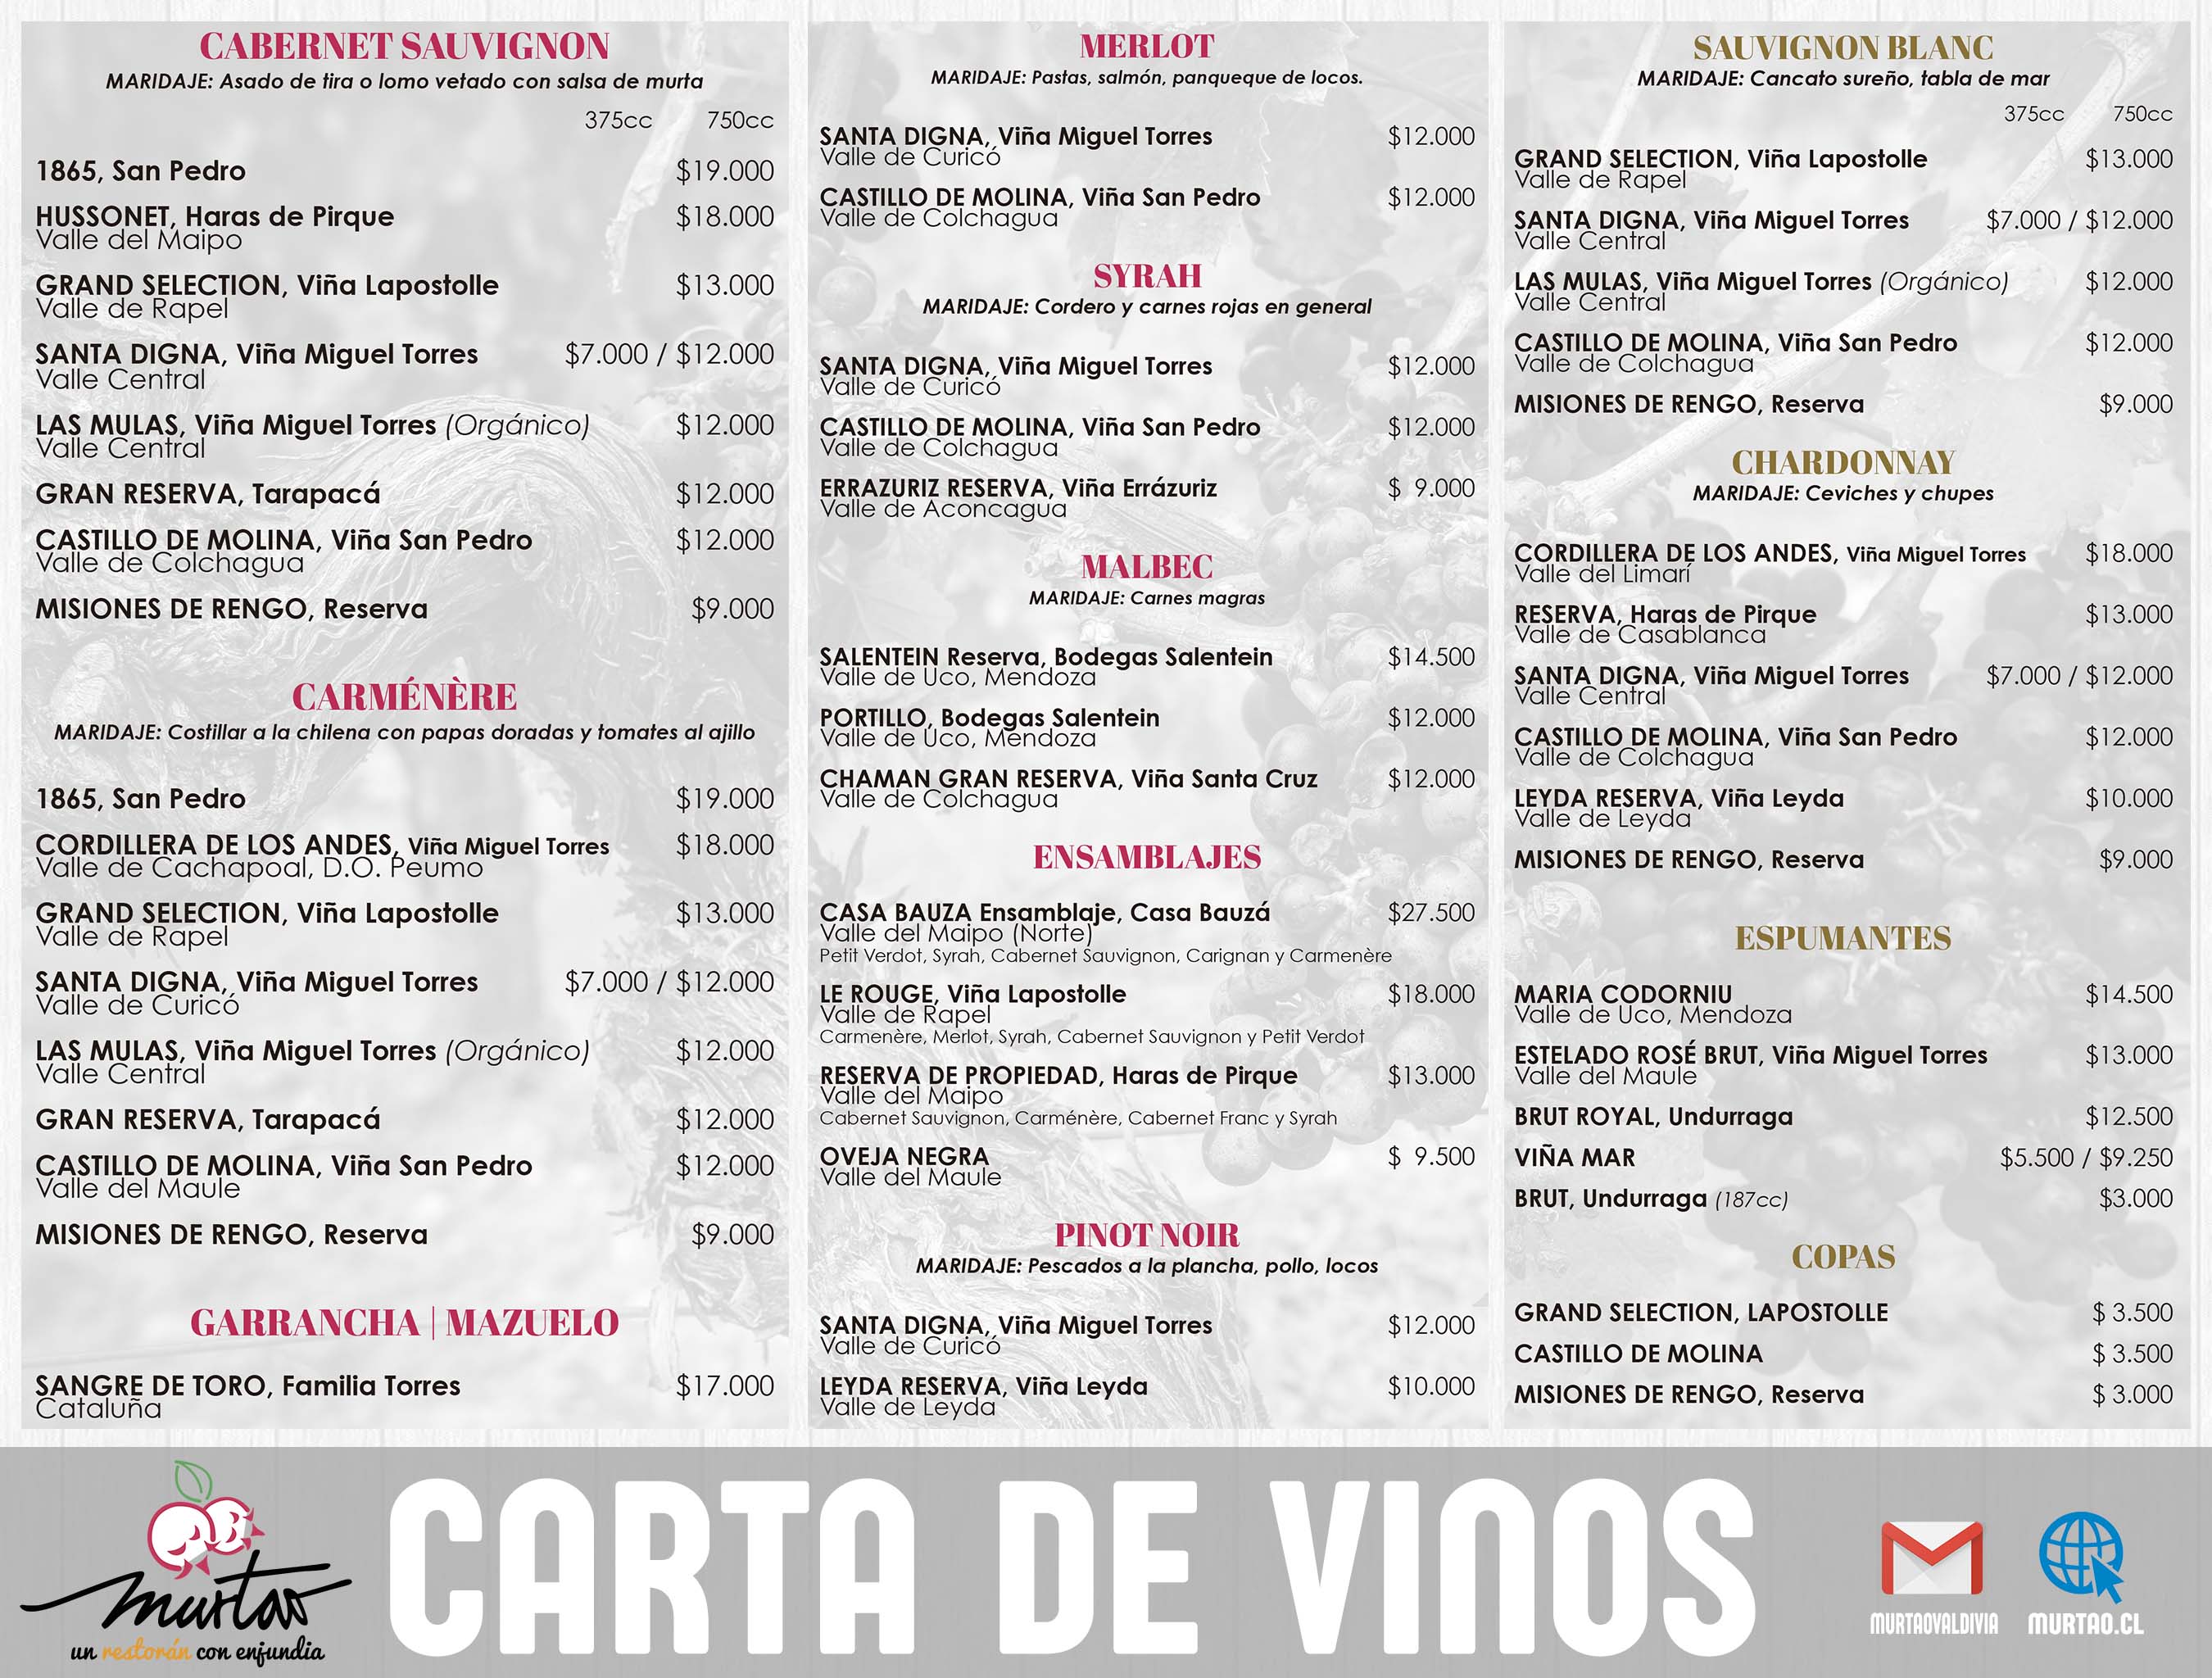 CABERNET SAUVIGNON
MARIDAJE: Asado de tira o lomo vetado con salsa de murta
375cc 750cc
1865, San Pedro $19.000
HUSSONET, Haras de Pirque $18.000
Valle del Maipo
GRAND SELECTION, Viña Lapostolle $13.000
Valle de Rapel
SANTA DIGNA, Viña Miguel Torres $7.000 / $12.000
Valle Central
LAS MULAS, Viña Miguel Torres (Orgánico) $12.000
Valle Central
GRAN RESERVA, Tarapacá $12.000
CASTILLO DE MOLINA, Viña San Pedro $12.000
Valle de Colchagua
MISIONES DE RENGO, Reserva $9.000
CARMÉNÈRE
MARIDAJE: Costillar a la chilena con papas doradas y tomates al ajillo
1865, San Pedro $19.000
CORDILLERA DE LOS ANDES, Viña Miguel Torres $18.000
Valle de Cachapoal, D.O. Peumo
GRAND SELECTION, Viña Lapostolle $13.000
Valle de Rapel
SANTA DIGNA, Viña Miguel Torres $7.000 / $12.000
Valle de Curicó
LAS MULAS, Viña Miguel Torres (Orgánico) $12.000
Valle Central
GRAN RESERVA, Tarapacá $12.000
CASTILLO DE MOLINA, Viña San Pedro $12.000
Valle del Maule
MISIONES DE RENGO, Reserva $9.000
GARRANCHA | MAZUELO
SANGRE DE TORO, Familia Torres $17.000
Cataluña
MERLOT
MARIDAJE: Pastas, salmón, panqueque de locos.
SANTA DIGNA, Viña Miguel Torres $12.000
Valle de Curicó
CASTILLO DE MOLINA, Viña San Pedro $12.000
Valle de Colchagua
SYRAH
MARIDAJE: Cordero y carnes rojas en general
SANTA DIGNA, Viña Miguel Torres $12.000
Valle de Curicó
CASTILLO DE MOLINA, Viña San Pedro $12.000
Valle de Colchagua
ERRAZURIZ RESERVA, Viña Errázuriz $ 9.000
Valle de Aconcagua
MALBEC
MARIDAJE: Carnes magras
SALENTEIN Reserva, Bodegas Salentein $14.500
Valle de Uco, Mendoza
PORTILLO, Bodegas Salentein $12.000
Valle de Uco, Mendoza
CHAMAN GRAN RESERVA, Viña Santa Cruz $12.000
Valle de Colchagua
ENSAMBLAJES
CASA BAUZA Ensamblaje, Casa Bauzá $27.500
Valle del Maipo (Norte)
Petit Verdot, Syrah, Cabernet Sauvignon, Carignan y Carmenère
LE ROUGE, Viña Lapostolle $18.000
Valle de Rapel
Carmenère, Merlot, Syrah, Cabernet Sauvignon y Petit Verdot
RESERVA DE PROPIEDAD, Haras de Pirque $13.000
Valle del Maipo
Cabernet Sauvignon, Carménère, Cabernet Franc y Syrah
OVEJA NEGRA $ 9.500
Valle del Maule
PINOT NOIR
MARIDAJE: Pescados a la plancha, pollo, locos
SANTA DIGNA, Viña Miguel Torres $12.000
Valle de Curicó
LEYDA RESERVA, Viña Leyda $10.000
Valle de Leyda
SAUVIGNON BLANC
MARIDAJE: Cancato sureño, tabla de mar
375cc 750cc
GRAND SELECTION, Viña Lapostolle $13.000
Valle de Rapel
SANTA DIGNA, Viña Miguel Torres $7.000 / $12.000
Valle Central
LAS MULAS, Viña Miguel Torres (Orgánico) $12.000
Valle Central
CASTILLO DE MOLINA, Viña San Pedro $12.000
Valle de Colchagua
MISIONES DE RENGO, Reserva $9.000
CHARDONNAY
MARIDAJE: Ceviches y chupes
CORDILLERA DE LOS ANDES, Viña Miguel Torres $18.000
Valle del Limarí
RESERVA, Haras de Pirque $13.000
Valle de Casablanca
SANTA DIGNA, Viña Miguel Torres $7.000 / $12.000
Valle Central
CASTILLO DE MOLINA, Viña San Pedro $12.000
Valle de Colchagua
LEYDA RESERVA, Viña Leyda $10.000
Valle de Leyda
MISIONES DE RENGO, Reserva $9.000
ESPUMANTES
MARIA CODORNIU $14.500
Valle de Uco, Mendoza
ESTELADO ROSÉ BRUT, Viña Miguel Torres $13.000
Valle del Maule
BRUT ROYAL, Undurraga $12.500
VIÑA MAR $5.500 / $9.250
BRUT, Undurraga (187cc) $3.000
COPAS
GRAND SELECTION, LAPOSTOLLE $ 3.500
CASTILLO DE MOLINA $ 3.500
MISIONES DE RENGO, Reserva $ 3.000
murtao
un restorán con enjundia
CARTA DE VINOS
MURTAOVALDIVIA
MURTAO.CL